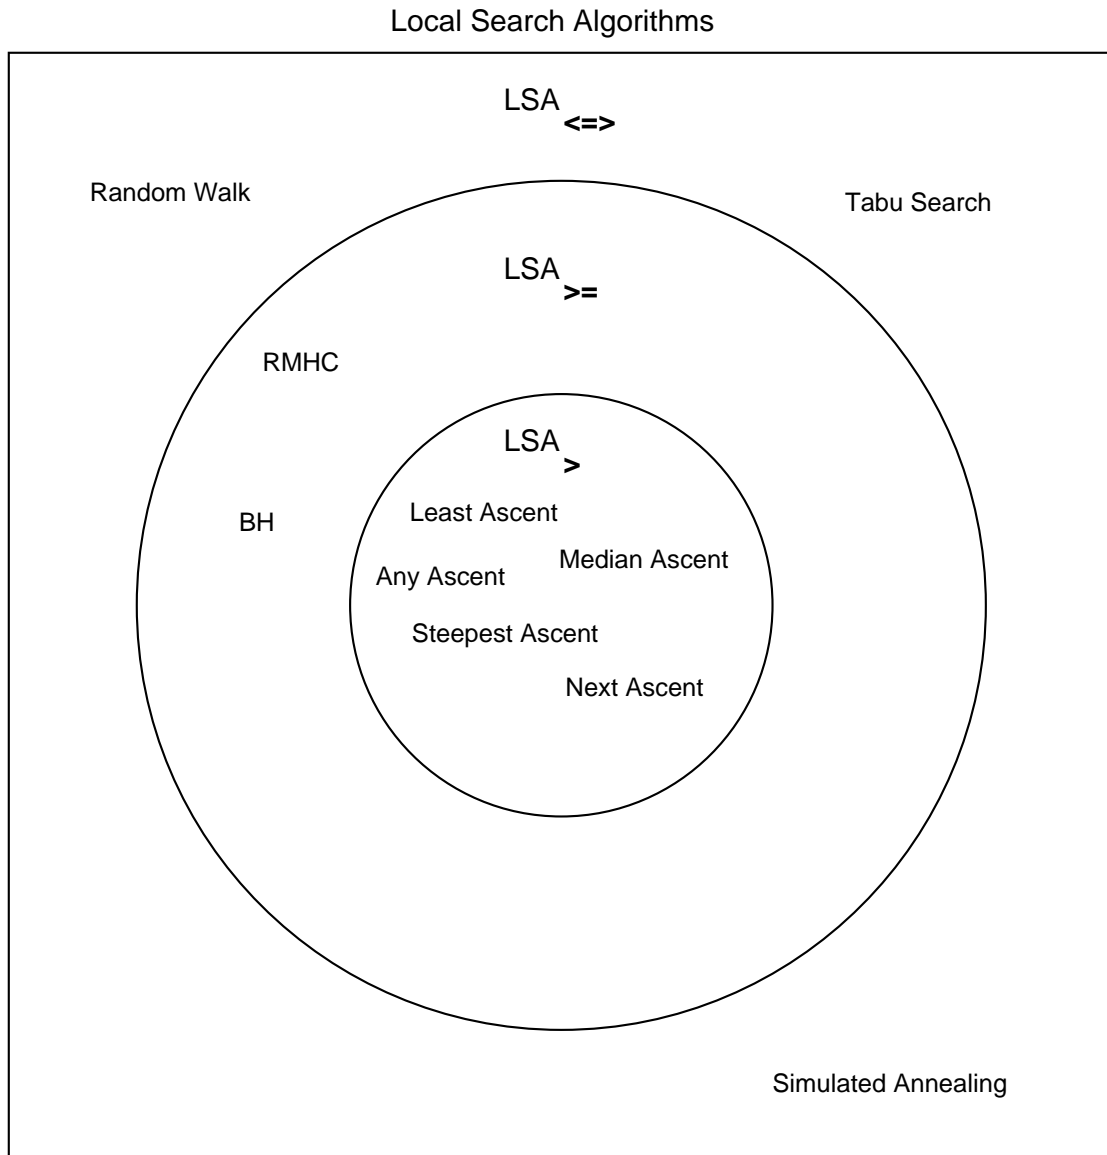 Local Search Algorithms
LSA <=>
Random Walk
Tabu Search
LSA >=
RMHC
LSA >
Least Ascent
BH
Median Ascent
Any Ascent
Steepest Ascent
Next Ascent
Simulated Annealing